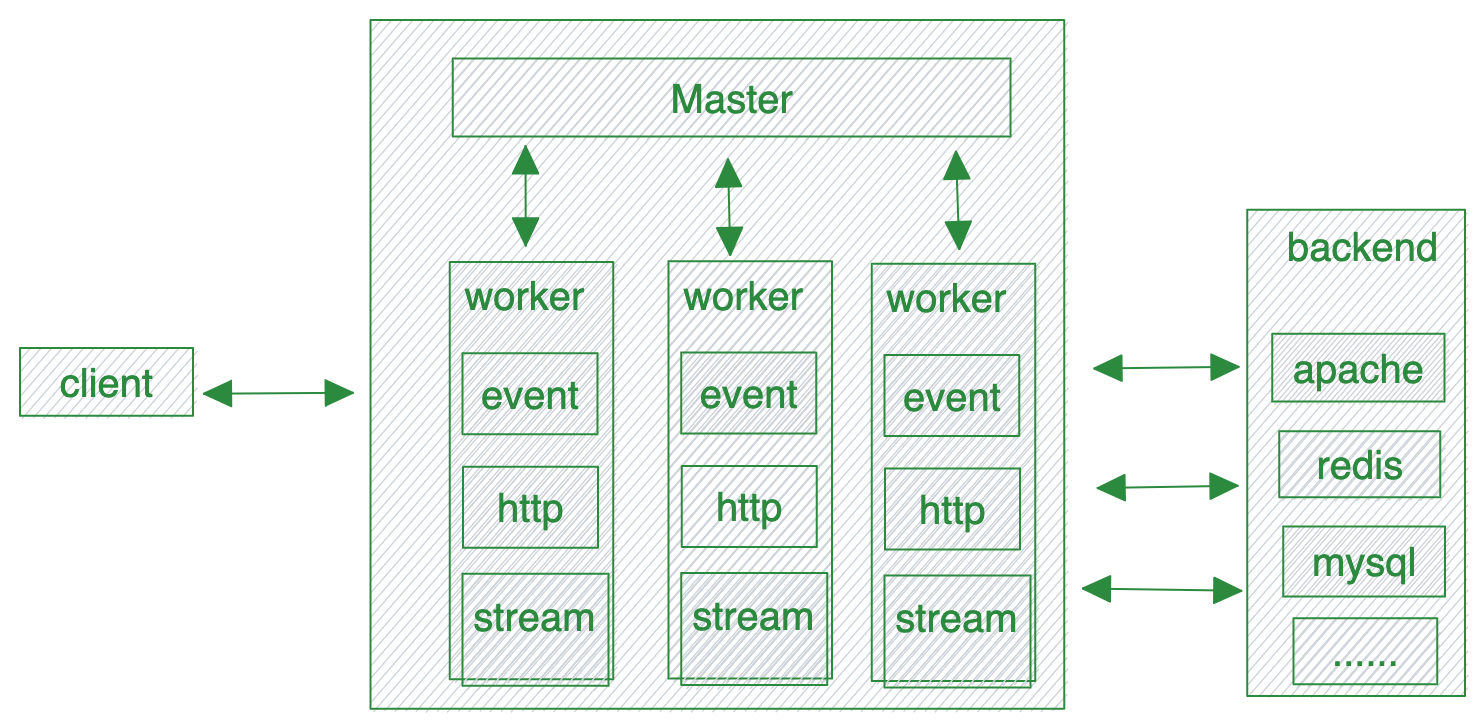 Master
client
worker
event
http
stream
worker
event
http
stream
worker
event
http
stream
backend
apache
redis
mysql
......